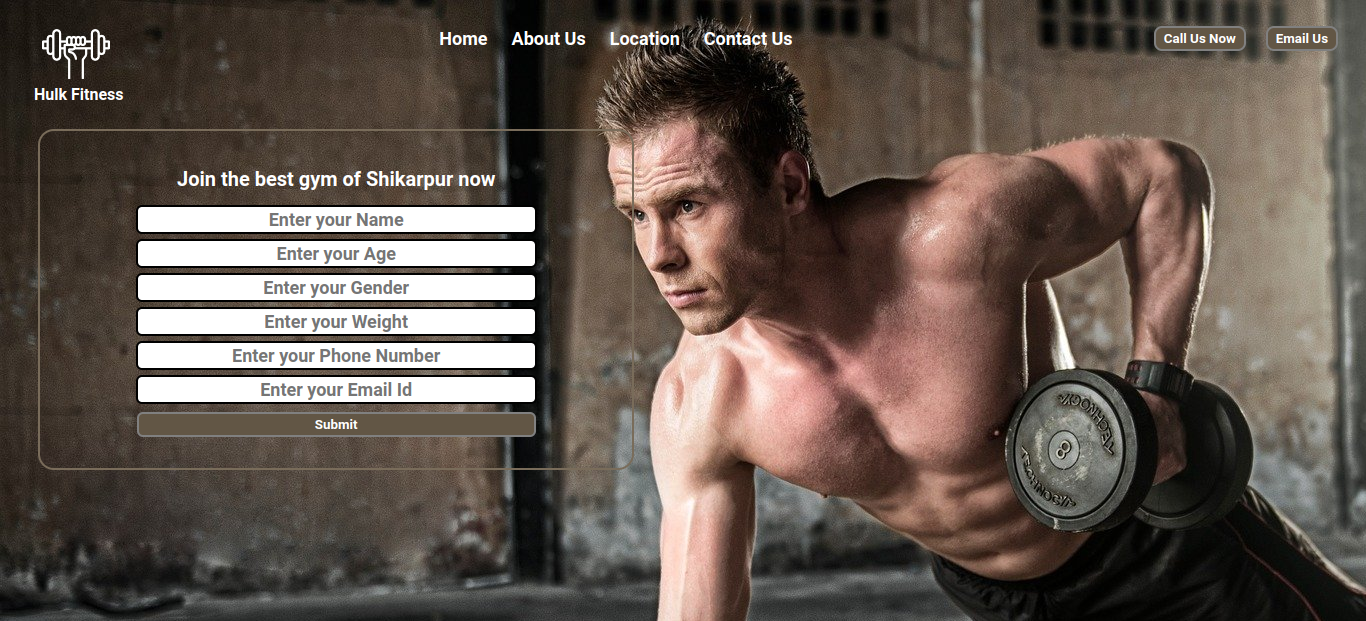 Home About Us Location Contact Us
Call Us Now Email Us
Hulk Fitness
Join the best gym of Shikarpur now
Enter your Name
Enter your Age
Enter your Gender
Enter your Weight
Enter your Phone Number
Enter your Email Id
Submit
TECHNOGYM
8
TECHNOGYM